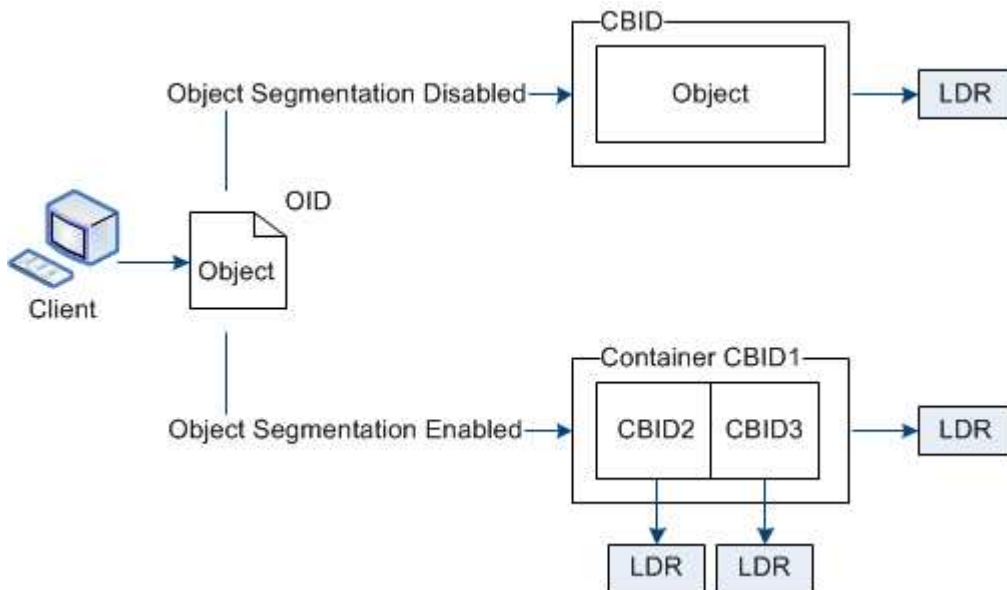 CBID
Object Segmentation Disabled
Object
LDR
OID
Object
Client
Container CBID1
Object Segmentation Enabled
CBID2
CBID3
LDR
LDR
LDR